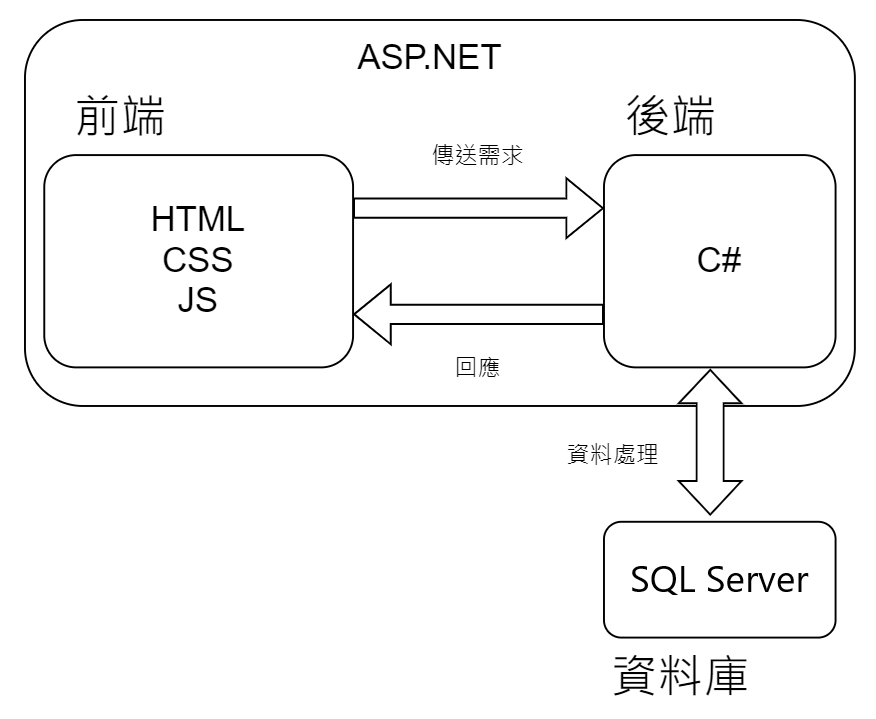 ASP.NET
前端
後端
傳送需求
HTML
CSS
JS
C#
回應
資料處理
SQL Server
資料庫